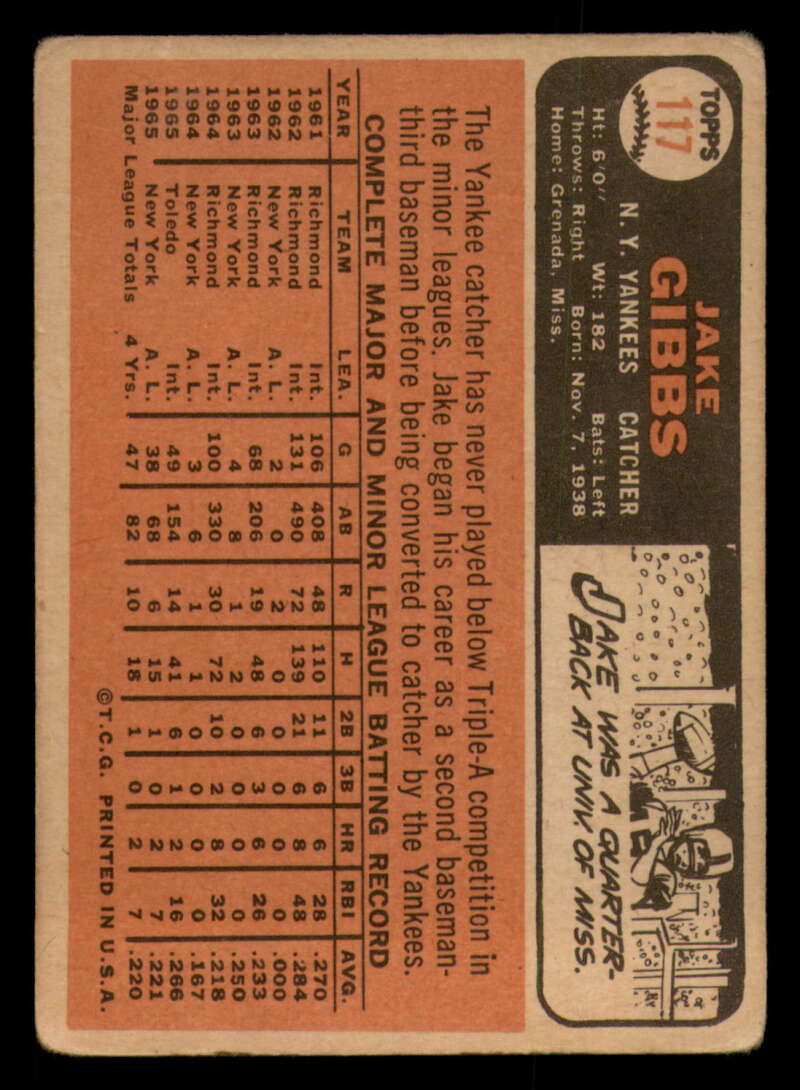 TOPPS
117
JAKE
GIBBS
N.Y. YANKEES CATCHER
Ht: 6'0" Wt: 182 Bats: Left
Throws: Right Born: Nov. 7, 1938
Home: Grenada, Miss.
JAKE WAS A QUARTER-
BACK AT UNIV. OF MISS.
The Yankee catcher has never played below Triple-A competition in
the minor leagues. Jake began his career as a second baseman-
third baseman before being converted to catcher by the Yankees.
COMPLETE MAJOR AND MINOR LEAGUE BATTING RECORD
YEAR TEAM LEA. G AB R H 2B 3B HR RBI AVG.
1961 Richmond Int. 106 408 48 110 11 6 6 28 .270
1962 Richmond Int. 131 490 72 139 21 6 8 48 .284
1962 New York A. L. 2 0 2 0 0 0 0 0 .000
1963 Richmond Int. 68 206 19 48 6 3 6 26 .233
1963 New York A. L. 4 8 1 2 0 0 0 0 .250
1964 Richmond Int. 100 330 30 72 10 2 8 32 .218
1964 New York A. L. 3 6 1 1 0 0 0 0 .167
1965 Toledo Int. 49 154 14 41 6 1 2 16 .266
1965 New York A. L. 38 68 6 15 1 0 2 7 .221
Major League Totals 4 Yrs. 47 82 10 18 1 0 2 7 .220
©T.C.G. PRINTED IN U.S.A.